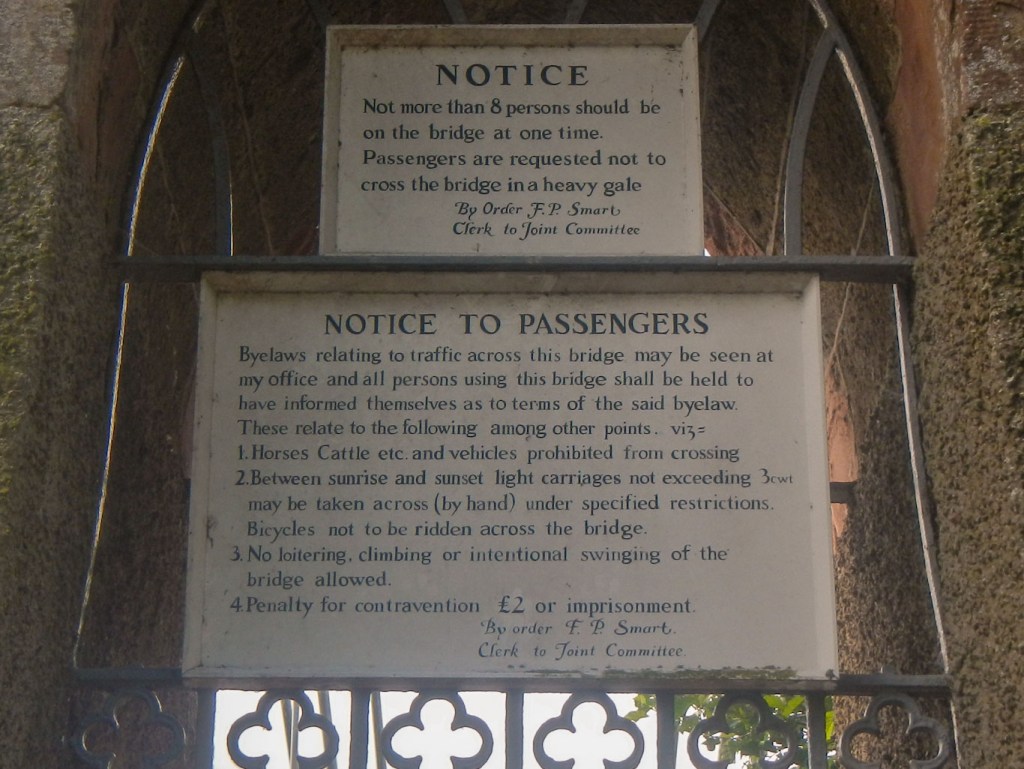 NOTICE
Not more than 8 persons should be
on the bridge at one time.
Passengers are requested not to
cross the bridge in a heavy gale
By Order F. P. Smart
Clerk to Joint Committee
NOTICE TO PASSENGERS
Byelaws relating to traffic across this bridge may be seen at
my office and all persons using this bridge shall be held to
have informed themselves as to terms of the said byelaw.
These relate to the following among other points. viz=
1. Horses Cattle etc. and vehicles prohibited from crossing
2. Between sunrise and sunset light carriages not exceeding 3cwt
may be taken across (by hand) under specified restrictions.
Bicycles not to be ridden across the bridge.
3. No loitering, climbing or intentional swinging of the
bridge allowed.
4. Penalty for contravention £2 or imprisonment.
By order F. P. Smart.
Clerk to Joint Committee.